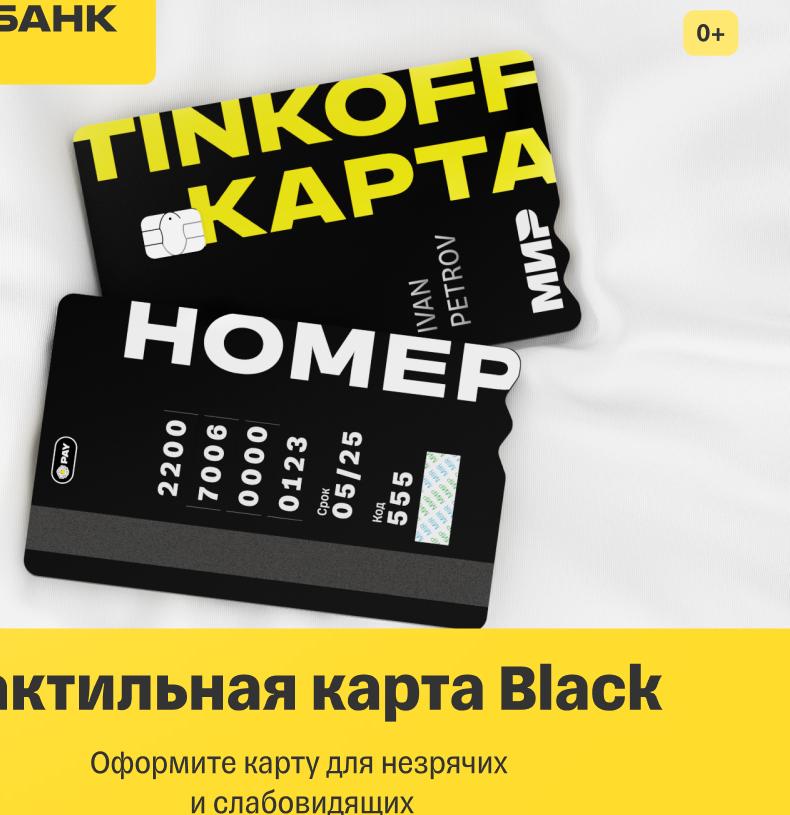 БАНК
0+
TINKOFF
КАРТА
IVAN
PETROV
МИР
НОМЕР
2200
7006
0000
0123
Срок
05/25
Код
555
PAY
актильная карта Black
Оформите карту для незрячих
и слабовидящих